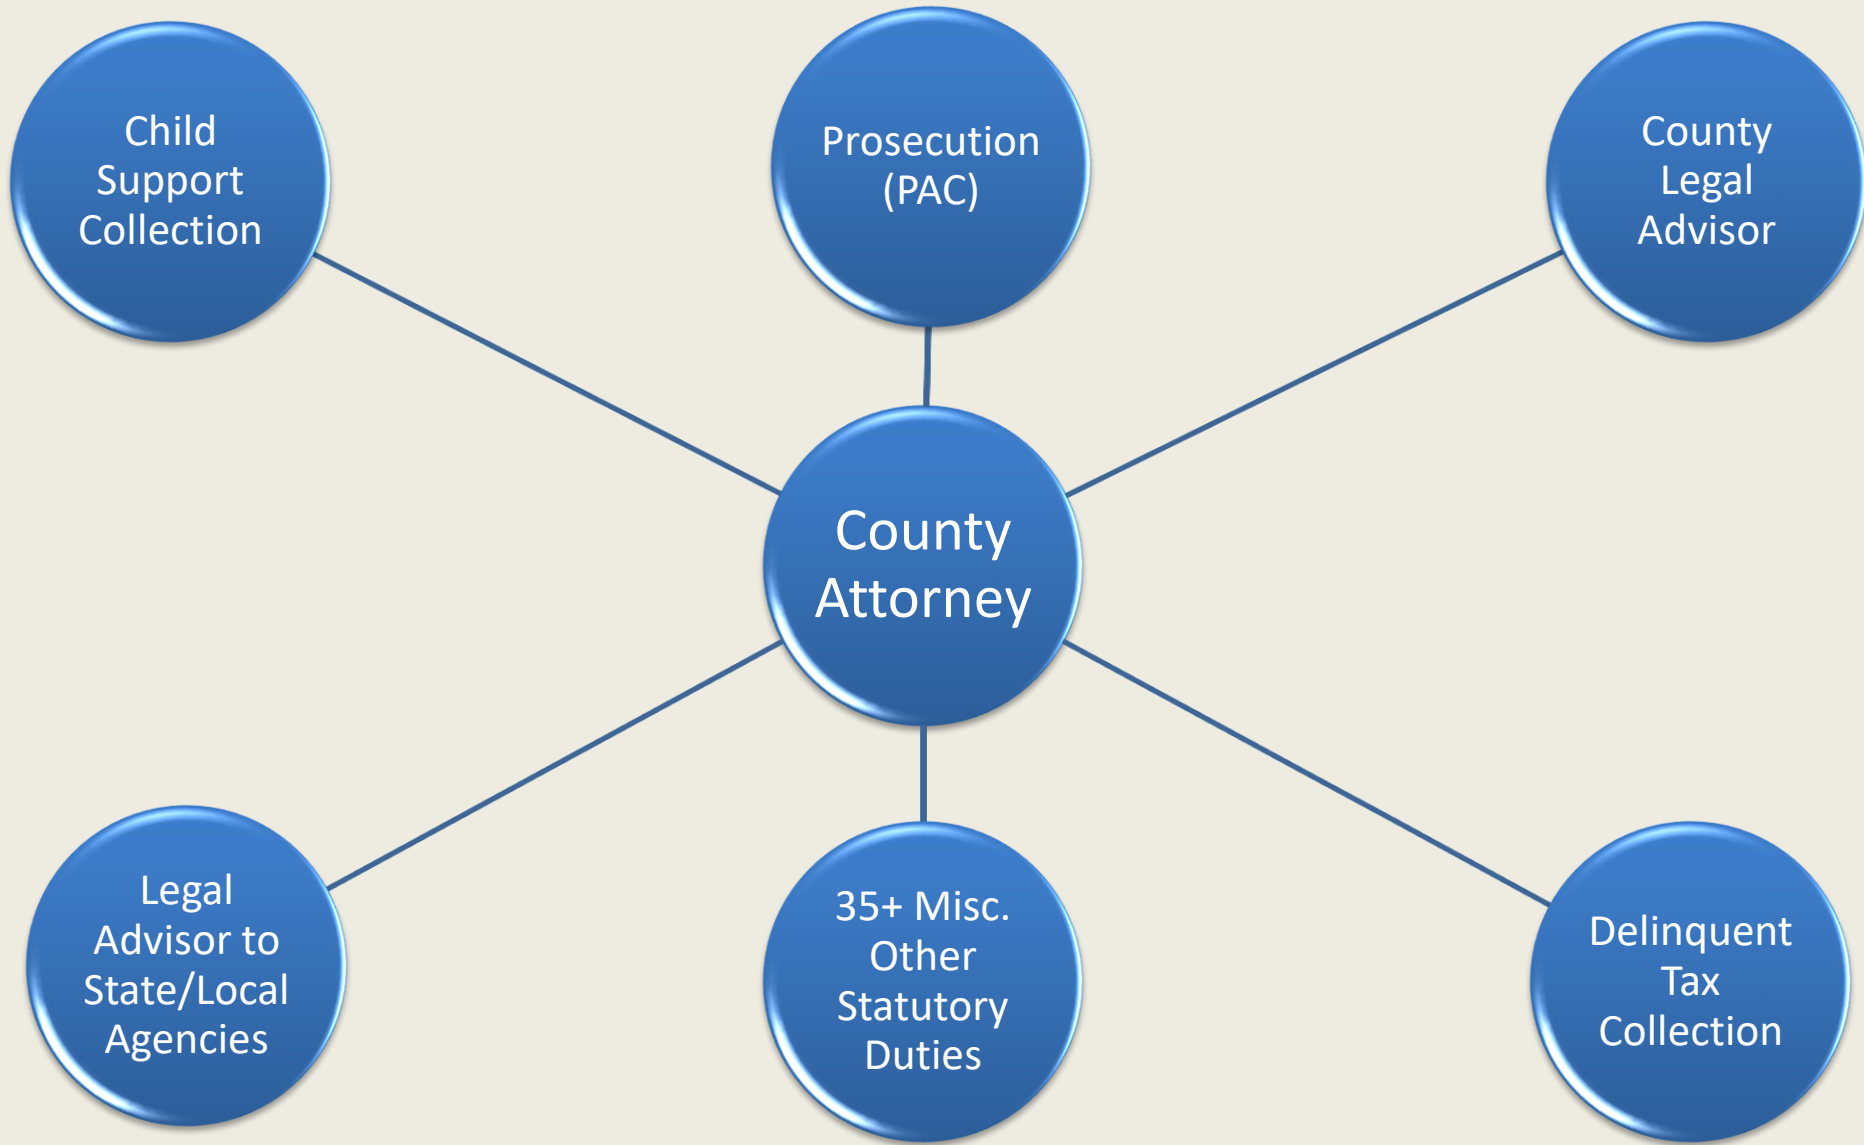 Child
Support
Collection
Prosecution
(PAC)
County
Legal
Advisor
County
Attorney
Legal
Advisor to
State/Local
Agencies
35+ Misc.
Other
Statutory
Duties
Delinquent
Tax
Collection